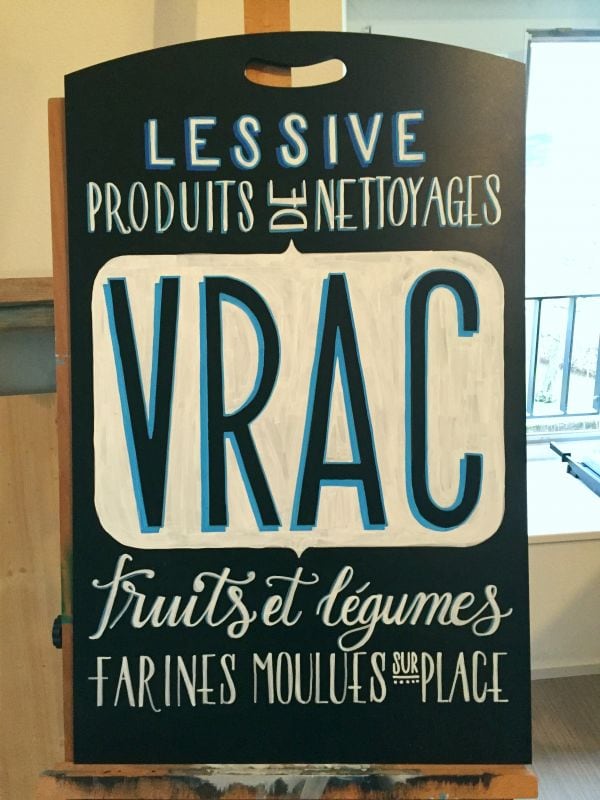 LESSIVE
PRODUITS DE NETTOYAGES
VRAC
fruits et légumes
FARINES MOULUES SUR PLACE